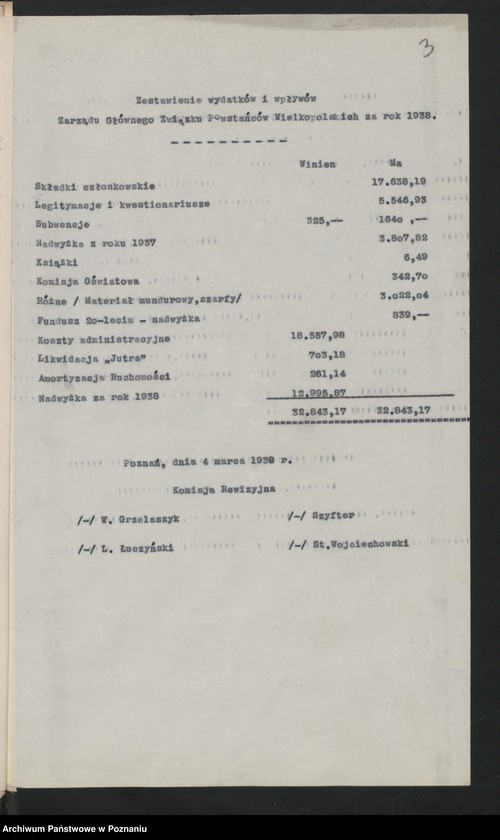 3
Zestawienie wydatków i wpływów
Zarządu Głównego Związku Powstańców Wielkopolskich za rok 1938.
Winien Ma
Składki członkowskie 17.638,19
Legitynacje i kwestionariusze 5.546,93
Subwencje 325,-- 1640 ,--
Nadwyżka z roku 1937 3.807,82
Książki 6,49
Komisja Oświatowa 342,70
Różne / Materiał mundurowy,szarfy/ 3.022,04
Fundusz 20-lecia - nadwyżka 839,--
Koszty administracyjne 18.557,98
Likwidacja „Jutra" 703,18
Amortyzacja Ruchomości 261,14
Nadwyżka za rok 1938 12.995,87
32.843,17 32.843,17
Poznań, dnia 4 marca 1939 r.
Komisja Rewizyjna
/-/ W. Grzelaszyk /-/ Szyfter
/-/ L. Łuczyński /-/ St.Wojciechowski
Archiwum Państwowe w Poznaniu